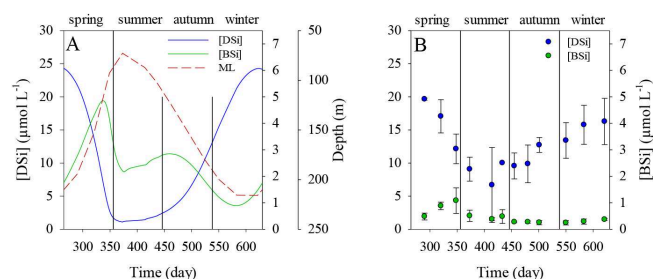 spring summer autumn winter
A
[DSi]
[BSi]
ML
30
25
20
15
10
5
0
[DSi] (µmol L⁻¹)
7
6
5
4
3
2
1
0
50
100
150
200
250
Depth (m)
300 350 400 450 500 550 600
Time (day)
spring summer autumn winter
B
[DSi]
[BSi]
30
25
20
15
10
5
0
[DSi] (µmol L⁻¹)
7
6
5
4
3
2
1
0
[BSi] (µmol L⁻¹)
300 350 400 450 500 550 600
Time (day)